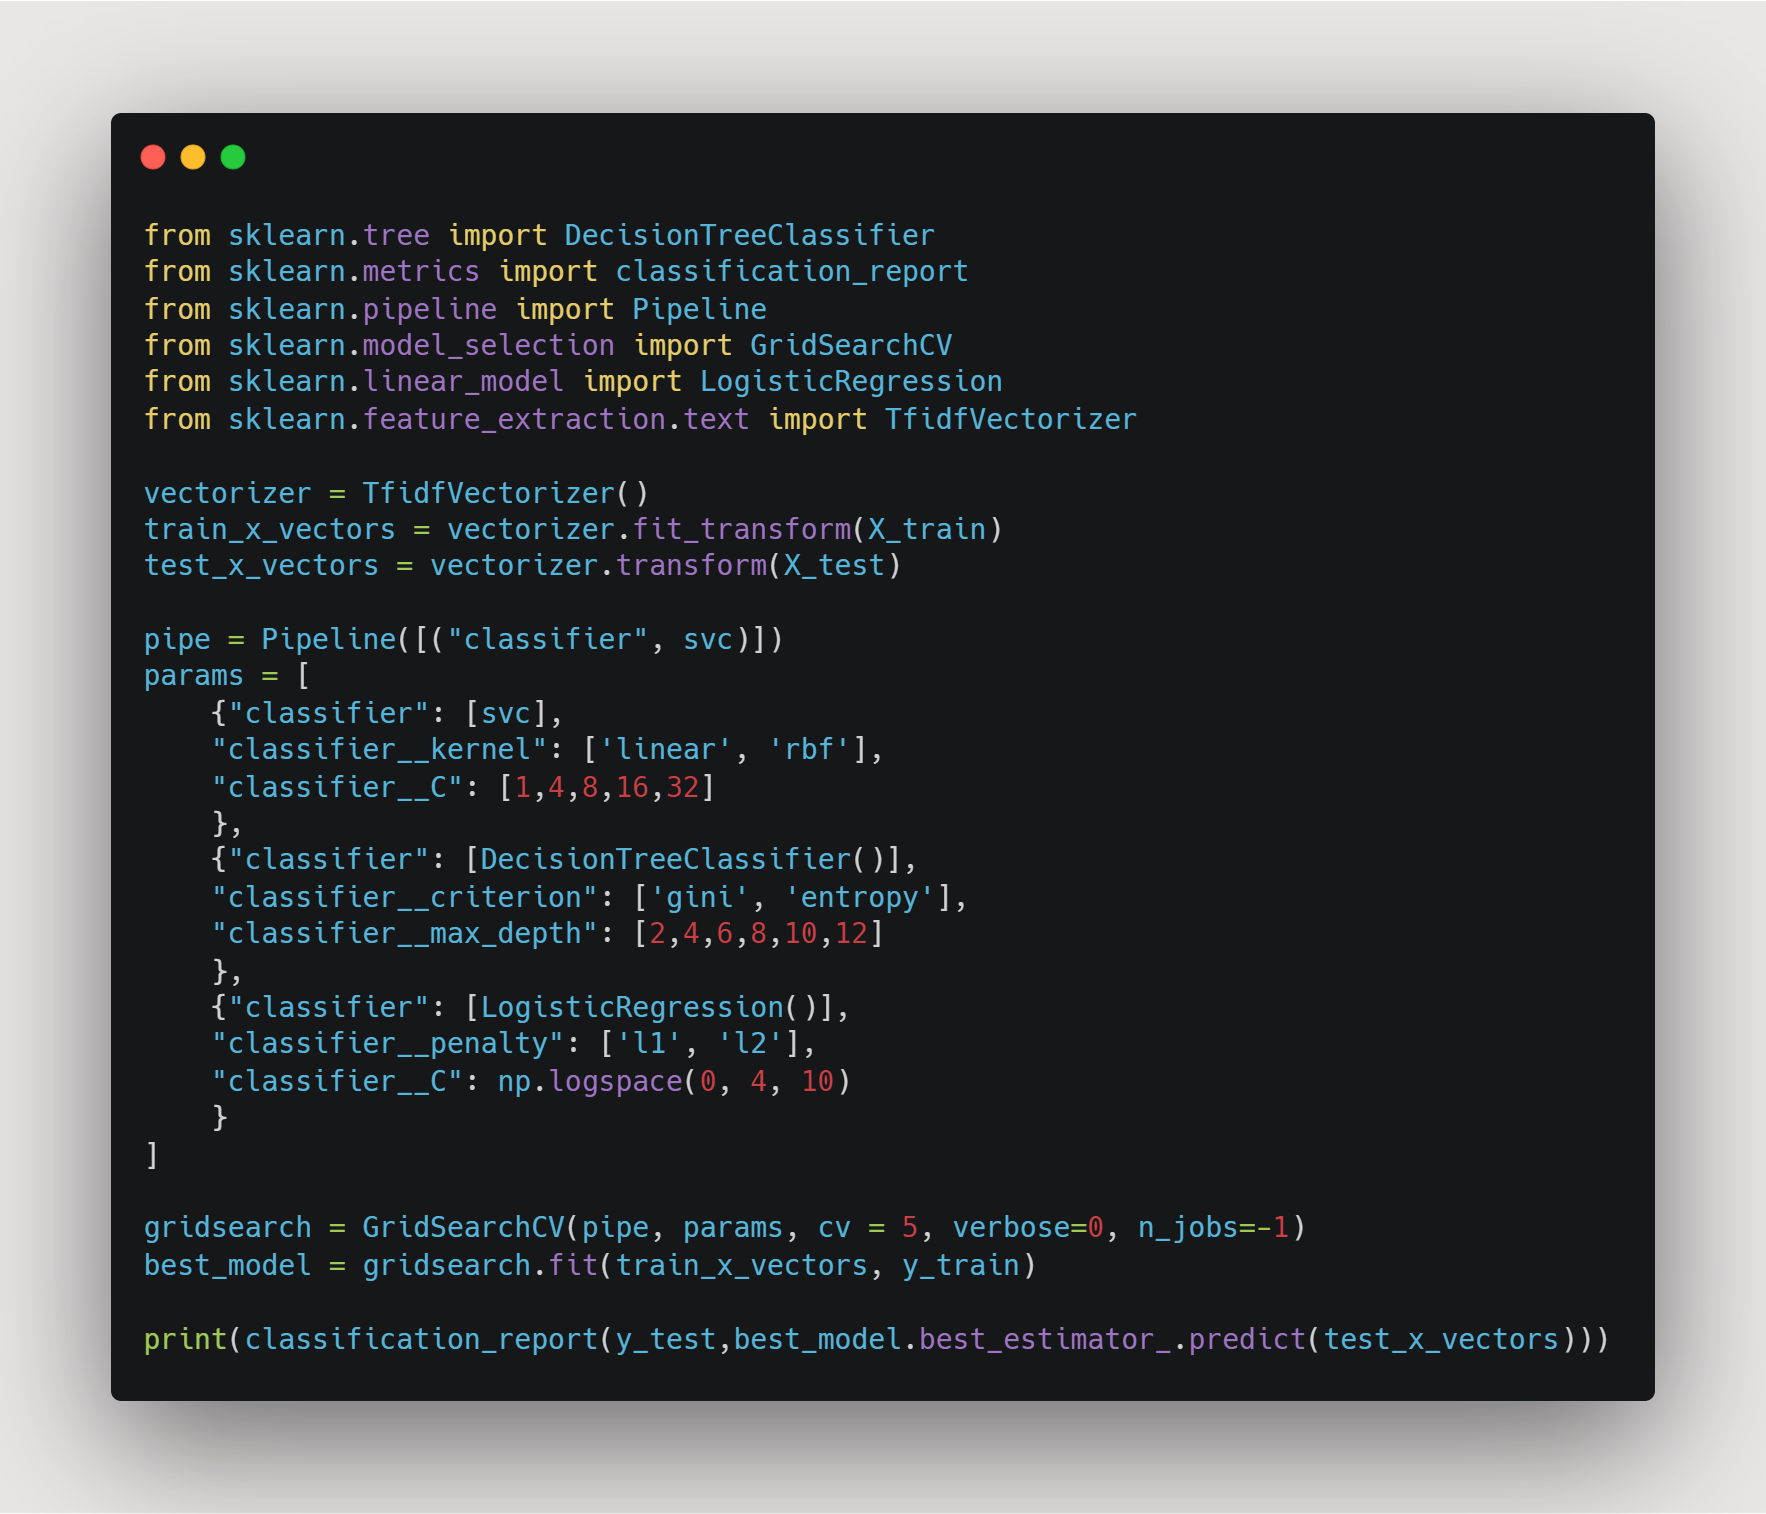 from sklearn.tree import DecisionTreeClassifier
from sklearn.metrics import classification_report
from sklearn.pipeline import Pipeline
from sklearn.model_selection import GridSearchCV
from sklearn.linear_model import LogisticRegression
from sklearn.feature_extraction.text import TfidfVectorizer

vectorizer = TfidfVectorizer()
train_x_vectors = vectorizer.fit_transform(X_train)
test_x_vectors = vectorizer.transform(X_test)

pipe = Pipeline([("classifier", svc)])
params = [
    {"classifier": [svc],
    "classifier__kernel": ['linear', 'rbf'],
    "classifier__C": [1,4,8,16,32]
    },
    {"classifier": [DecisionTreeClassifier()],
    "classifier__criterion": ['gini', 'entropy'],
    "classifier__max_depth": [2,4,6,8,10,12]
    },
    {"classifier": [LogisticRegression()],
    "classifier__penalty": ['l1', 'l2'],
    "classifier__C": np.logspace(0, 4, 10)
    }
]

gridsearch = GridSearchCV(pipe, params, cv = 5, verbose=0, n_jobs=-1)
best_model = gridsearch.fit(train_x_vectors, y_train)

print(classification_report(y_test,best_model.best_estimator_.predict(test_x_vectors)))